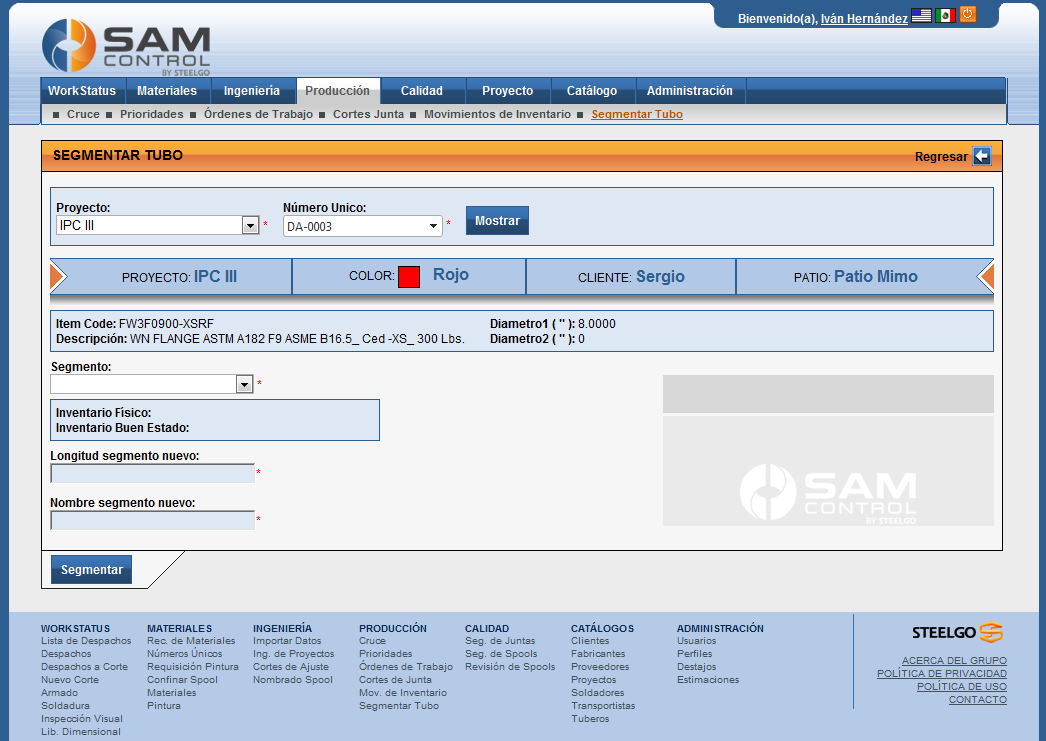 Bienvenido(a), Iván Hernández
SAM
CONTROL
BY STEELGO
WorkStatus Materiales Ingeniería Producción Calidad Proyecto Catálogo Administración
Cruce Prioridades Órdenes de Trabajo Cortes Junta Movimientos de Inventario Segmentar Tubo
SEGMENTAR TUBO Regresar
Proyecto: Número Unico:
IPC III * DA-0003 * Mostrar
PROYECTO: IPC III COLOR: Rojo CLIENTE: Sergio PATIO: Patio Mimo
Item Code: FW3F0900-XSRF Diametro1 ( " ): 8.0000
Descripción: WN FLANGE ASTM A182 F9 ASME B16.5_ Ced -XS_ 300 Lbs. Diametro2 ( " ): 0
Segmento:
*
Inventario Físico:
Inventario Buen Estado:
Longitud segmento nuevo:
*
SAM
CONTROL
BY STEELGO
Nombre segmento nuevo:
*
Segmentar
WORKSTATUS MATERIALES INGENIERÍA PRODUCCIÓN CALIDAD CATÁLOGOS ADMINISTRACIÓN
Lista de Despachos Rec. de Materiales Importar Datos Cruce Seg. de Juntas Clientes Usuarios
Despachos Números Únicos Ing. de Proyectos Prioridades Seg. de Spools Fabricantes Perfiles
Despachos a Corte Requisición Pintura Cortes de Ajuste Órdenes de Trabajo Revisión de Spools Proveedores Destajos
Nuevo Corte Confinar Spool Nombrado Spool Cortes de Junta Proyectos Estimaciones
Armado Materiales Mov. de Inventario Soldadores
Soldadura Pintura Segmentar Tubo Transportistas
Inspección Visual Tuberos
Lib. Dimensional
STEELGO
ACERCA DEL GRUPO
POLÍTICA DE PRIVACIDAD
POLÍTICA DE USO
CONTACTO